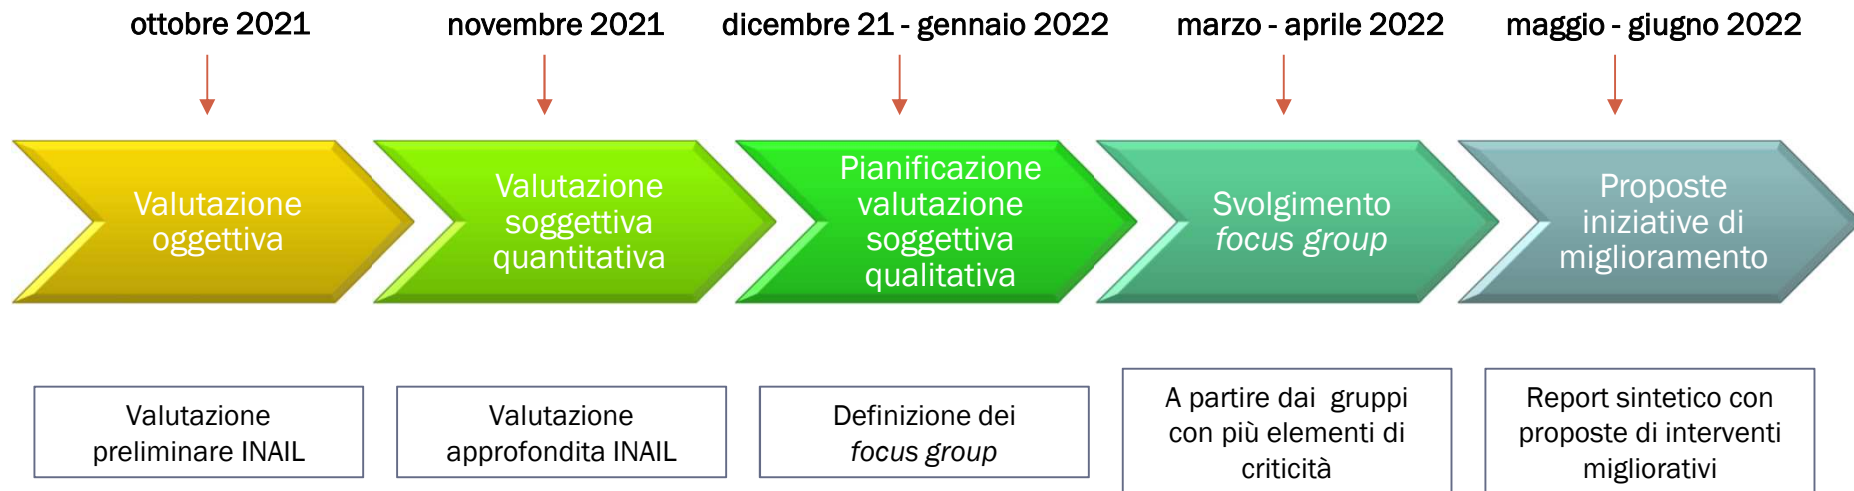 ottobre 2021
novembre 2021
dicembre 21 - gennaio 2022
marzo - aprile 2022
maggio - giugno 2022
Valutazione
oggettiva
Valutazione
soggettiva
quantitativa
Pianificazione
valutazione
soggettiva
qualitativa
Svolgimento
focus group
Proposte
iniziative di
miglioramento
Valutazione
preliminare INAIL
Valutazione
approfondita INAIL
Definizione dei
focus group
A partire dai gruppi
con più elementi di
criticità
Report sintetico con
proposte di interventi
migliorativi